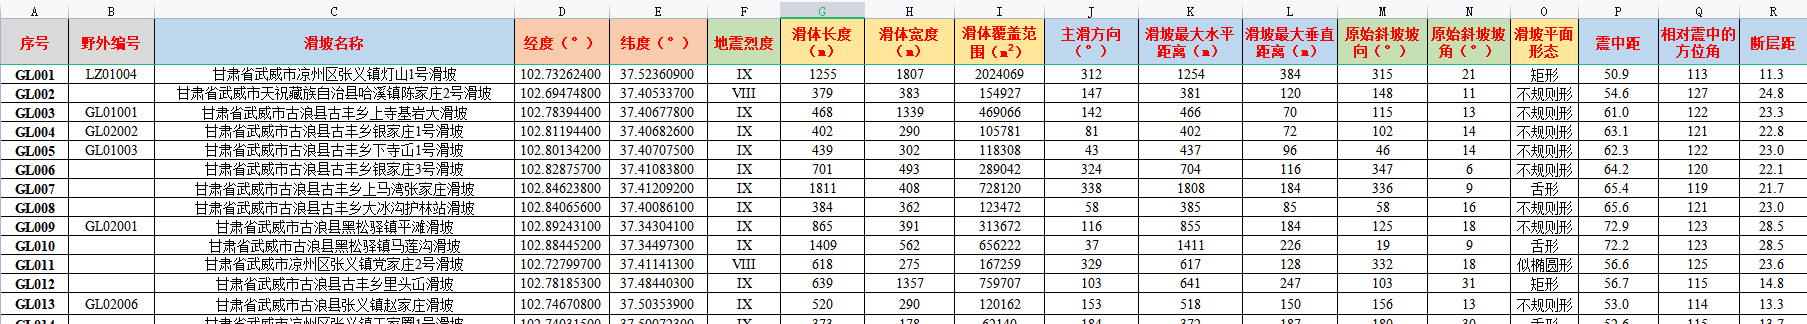 A B C D E F G H I J K L M N O P Q R
序号 野外编号 滑坡名称 经度（°） 纬度（°） 地震烈度 滑体长度（m） 滑体宽度（m） 滑体覆盖范围（m²） 主滑方向（°） 滑坡最大水平距离（m） 滑坡最大垂直距离（m） 原始斜坡坡向（°） 原始斜坡坡角（°） 滑坡平面形态 震中距 相对震中的方位角 断层距
GL001 LZ01004 甘肃省武威市凉州区张义镇灯山1号滑坡 102.73262400 37.52360900 IX 1255 1807 2024069 312 1254 384 315 21 矩形 50.9 113 11.3
GL002 甘肃省武威市天祝藏族自治县哈溪镇陈家庄2号滑坡 102.69474800 37.40533700 VIII 379 383 154927 147 381 120 148 11 不规则形 54.6 127 24.8
GL003 GL01001 甘肃省武威市古浪县古丰乡上寺基岩大滑坡 102.78394400 37.40677800 IX 468 1339 469066 142 466 70 115 13 不规则形 61.0 122 23.3
GL004 GL02002 甘肃省武威市古浪县古丰乡银家庄1号滑坡 102.81194400 37.40682600 IX 402 290 105781 81 402 72 102 14 不规则形 63.1 121 22.8
GL005 GL01003 甘肃省武威市古浪县古丰乡下寺屲1号滑坡 102.80134200 37.40707500 IX 439 302 118308 43 437 96 46 14 不规则形 62.3 122 23.0
GL006 甘肃省武威市古浪县古丰乡银家庄3号滑坡 102.82875700 37.41083800 IX 701 493 289042 324 704 116 347 6 不规则形 64.2 120 22.1
GL007 甘肃省武威市古浪县古丰乡上马湾张家庄滑坡 102.84623800 37.41209200 IX 1811 408 728120 338 1808 184 336 9 舌形 65.4 119 21.7
GL008 甘肃省武威市古浪县古丰乡大冰沟护林站滑坡 102.84065600 37.40086100 IX 384 362 123472 58 385 85 58 16 不规则形 65.6 121 23.0
GL009 GL02001 甘肃省武威市古浪县黑松驿镇平滩滑坡 102.89243100 37.34304100 IX 865 391 313672 116 855 184 125 18 不规则形 72.9 123 28.5
GL010 甘肃省武威市古浪县黑松驿镇马莲沟滑坡 102.88445200 37.34497300 IX 1409 562 656222 37 1411 226 19 9 舌形 72.2 123 28.5
GL011 甘肃省武威市凉州区张义镇党家庄2号滑坡 102.72799700 37.41141300 VIII 618 275 167259 329 617 128 332 18 似椭圆形 56.6 125 23.6
GL012 甘肃省武威市古浪县古丰乡里头屲滑坡 102.78185300 37.48440300 IX 639 1357 759707 103 641 247 103 31 矩形 56.7 115 14.8
GL013 GL02006 甘肃省武威市古浪县张义镇赵家庄滑坡 102.74670800 37.50353900 IX 520 290 120162 153 518 150 156 13 不规则形 53.0 114 13.3